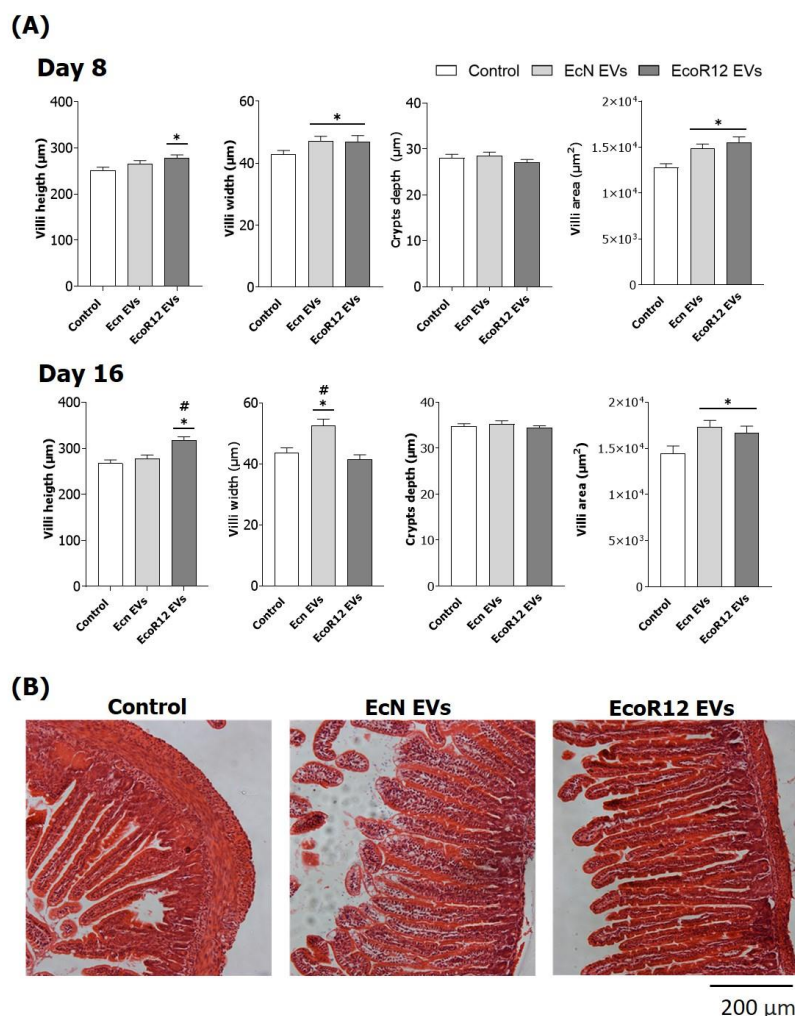 (A)
Day 8
Control EcN EVs EcoR12 EVs
Villi heigth (µm)
400
300
200
100
0
*
Control
Ecn EVs
EcoR12 EVs
Villi width (µm)
60
40
20
0
*
Control
Ecn EVs
EcoR12 EVs
Crypts depth (µm)
40
30
20
10
0
Control
Ecn EVs
EcoR12 EVs
Villi area (µm²)
2×10⁴
1.5×10⁴
1×10⁴
5×10³
0
*
Control
Ecn EVs
EcoR12 EVs
Day 16
Villi heigth (µm)
400
300
200
100
0
#
*
Control
Ecn EVs
EcoR12 EVs
Villi width (µm)
60
40
20
0
#
*
Control
Ecn EVs
EcoR12 EVs
Crypts depth (µm)
40
30
20
10
0
Control
Ecn EVs
EcoR12 EVs
Villi area (µm²)
2×10⁴
1.5×10⁴
1×10⁴
5×10³
0
*
Control
Ecn EVs
EcoR12 EVs
(B)
Control
EcN EVs
EcoR12 EVs
200 µm